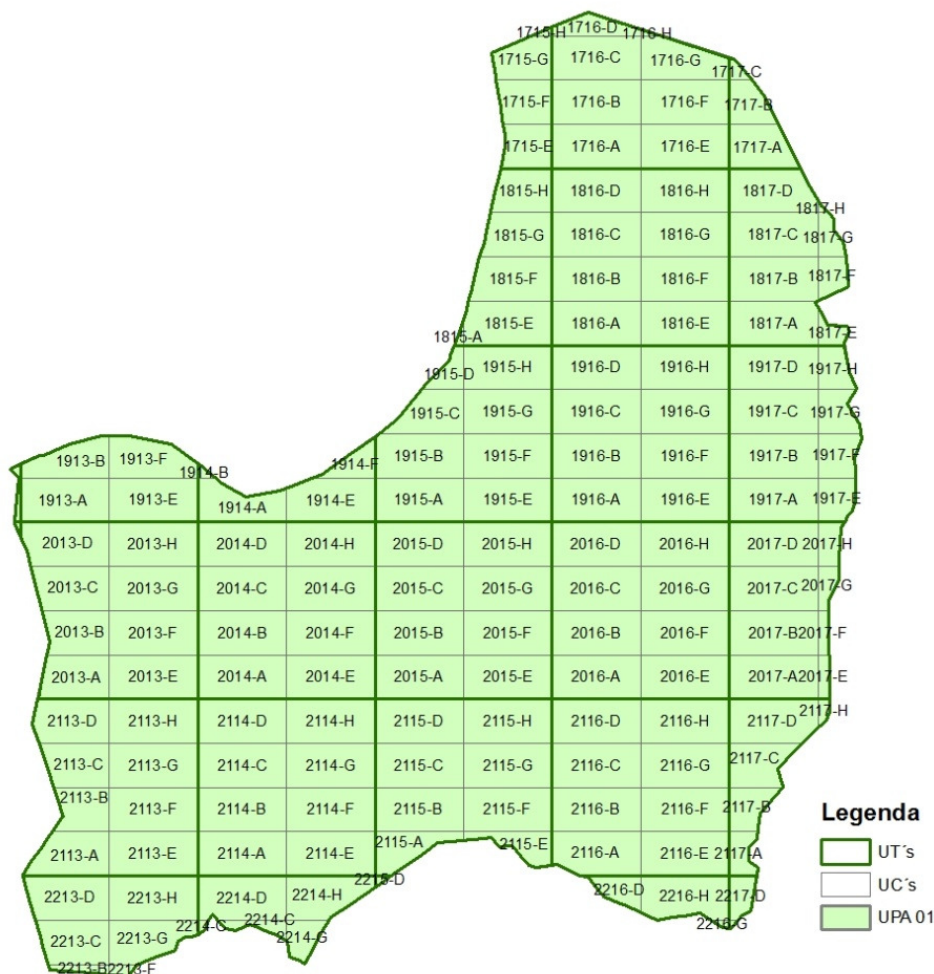 1715-H 1716-D 1716-H
1715-G 1716-C 1716-G 1717-C
1715-F 1716-B 1716-F 1717-B
1715-E 1716-A 1716-E 1717-A
1815-H 1816-D 1816-H 1817-D 1817-H
1815-G 1816-C 1816-G 1817-C 1817-G
1815-F 1816-B 1816-F 1817-B 1817-F
1815-A 1815-E 1816-A 1816-E 1817-A 1817-E
1915-D 1915-H 1916-D 1916-H 1917-D 1917-H
1915-C 1915-G 1916-C 1916-G 1917-C 1917-G
1913-B 1913-F 1914-B 1914-F 1915-B 1915-F 1916-B 1916-F 1917-B 1917-F
1913-A 1913-E 1914-A 1914-E 1915-A 1915-E 1916-A 1916-E 1917-A 1917-E
2013-D 2013-H 2014-D 2014-H 2015-D 2015-H 2016-D 2016-H 2017-D 2017-H
2013-C 2013-G 2014-C 2014-G 2015-C 2015-G 2016-C 2016-G 2017-C 2017-G
2013-B 2013-F 2014-B 2014-F 2015-B 2015-F 2016-B 2016-F 2017-B 2017-F
2013-A 2013-E 2014-A 2014-E 2015-A 2015-E 2016-A 2016-E 2017-A 2017-E
2113-D 2113-H 2114-D 2114-H 2115-D 2115-H 2116-D 2116-H 2117-D 2117-H
2113-C 2113-G 2114-C 2114-G 2115-C 2115-G 2116-C 2116-G 2117-C
2113-B 2113-F 2114-B 2114-F 2115-B 2115-F 2116-B 2116-F 2117-B
2113-A 2113-E 2114-A 2114-E 2115-A 2115-E 2116-A 2116-E 2117-A
2213-D 2213-H 2214-D 2214-H 2215-D 2216-D 2216-H 2217-D
2213-C 2213-G 2214-C 2214-C 2214-G 2216-G
2213-B 2213-F
Legenda
UT´s
UC´s
UPA 01